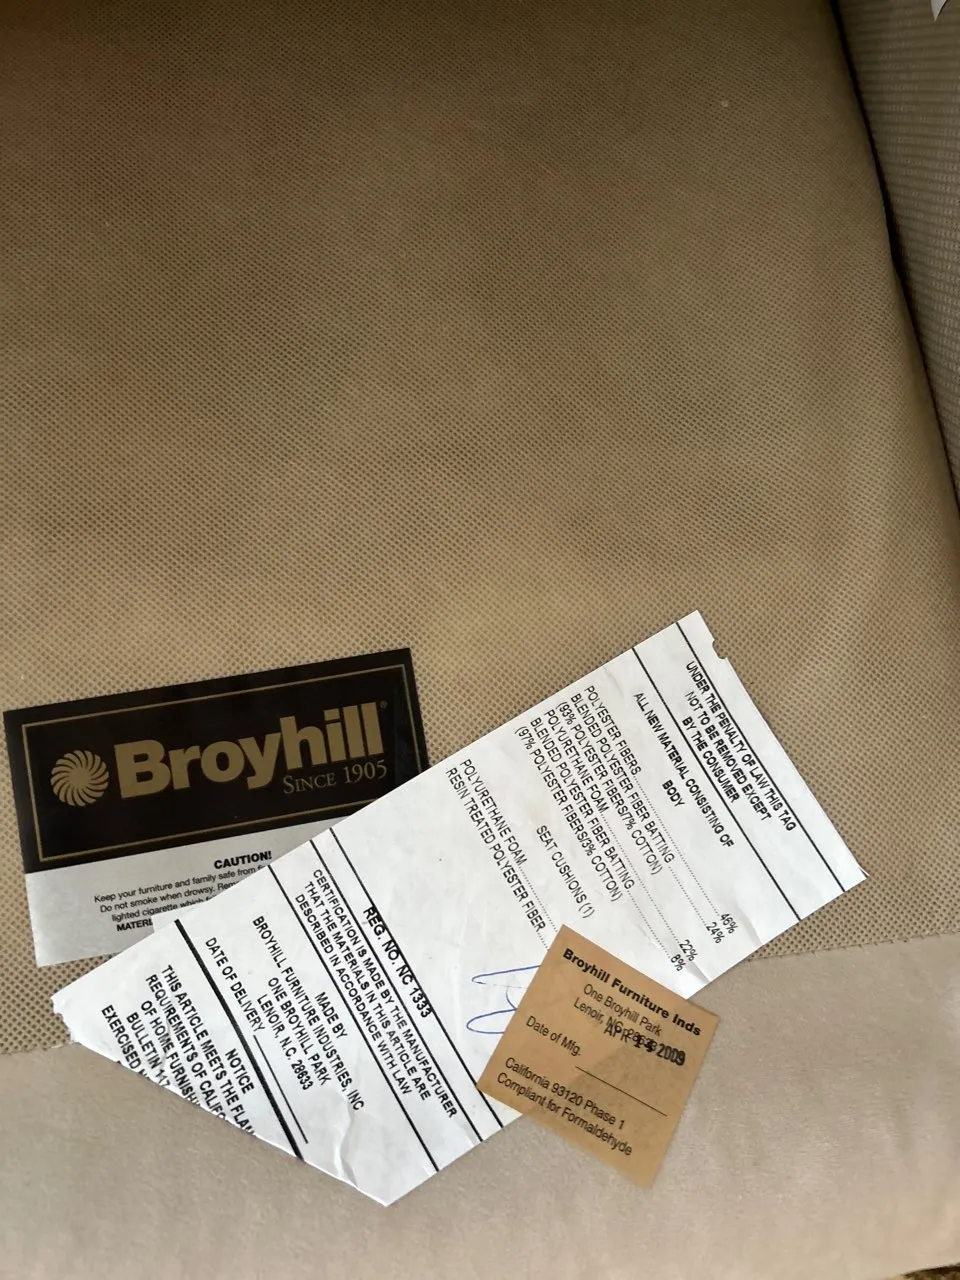 Broyhill®
SINCE 1905
CAUTION!
Keep your furniture and family safe from
Do not smoke when drowsy.
lighted cigarette which
UNDER THE PENALTY OF LAW THIS TAG
NOT TO BE REMOVED EXCEPT
BY THE CONSUMER
ALL NEW MATERIAL CONSISTING OF
BODY
POLYESTER FIBERS 46%
BLENDED POLYESTER FIBER BATTING 24%
(93% POLYESTER FIBERS/7% COTTON)
POLYURETHANE FOAM 22%
BLENDED POLYESTER FIBER BATTING 8%
(97% POLYESTER FIBERS/3% COTTON)
SEAT CUSHIONS (1)
POLYURETHANE FOAM
RESIN TREATED POLYESTER FIBER
REG. NO. NC 1333
CERTIFICATION IS MADE BY THE MANUFACTURER
THAT THE MATERIALS IN THIS ARTICLE ARE
DESCRIBED IN ACCORDANCE WITH LAW
MADE BY
BROYHILL FURNITURE INDUSTRIES, INC
ONE BROYHILL PARK
LENOIR, N.C. 28633
DATE OF DELIVERY
NOTICE
THIS ARTICLE MEETS THE
REQUIREMENTS OF
OF HOME
BULLETIN 117
EXERCISED
Broyhill Furniture Inds
One Broyhill Park
Lenoir, NC
APR 2009
Date of Mfg.
California 93120 Phase 1
Compliant for Formaldehyde